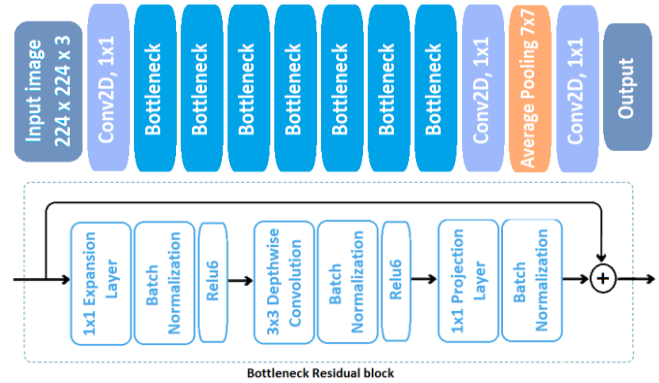 Input image
224 x 224 x 3
Conv2D, 1x1
Bottleneck
Bottleneck
Bottleneck
Bottleneck
Bottleneck
Bottleneck
Bottleneck
Conv2D, 1x1
Average Pooling 7x7
Conv2D, 1x1
Output
1x1 Expansion
Layer
Batch
Normalization
Relu6
3x3 Depthwise
Convolution
Batch
Normalization
Relu6
1x1 Projection
Layer
Batch
Normalization
+
Bottleneck Residual block